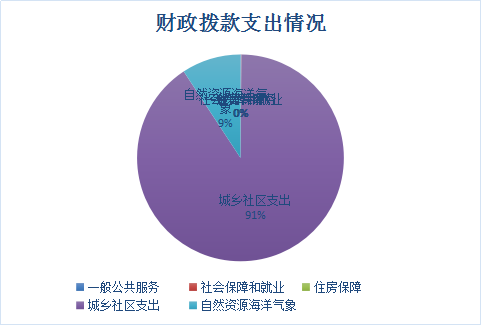 财政拨款支出情况
自然资源海洋气
象
9%
0%
城乡社区支出
91%
一般公共服务
社会保障和就业
住房保障
城乡社区支出
自然资源海洋气象